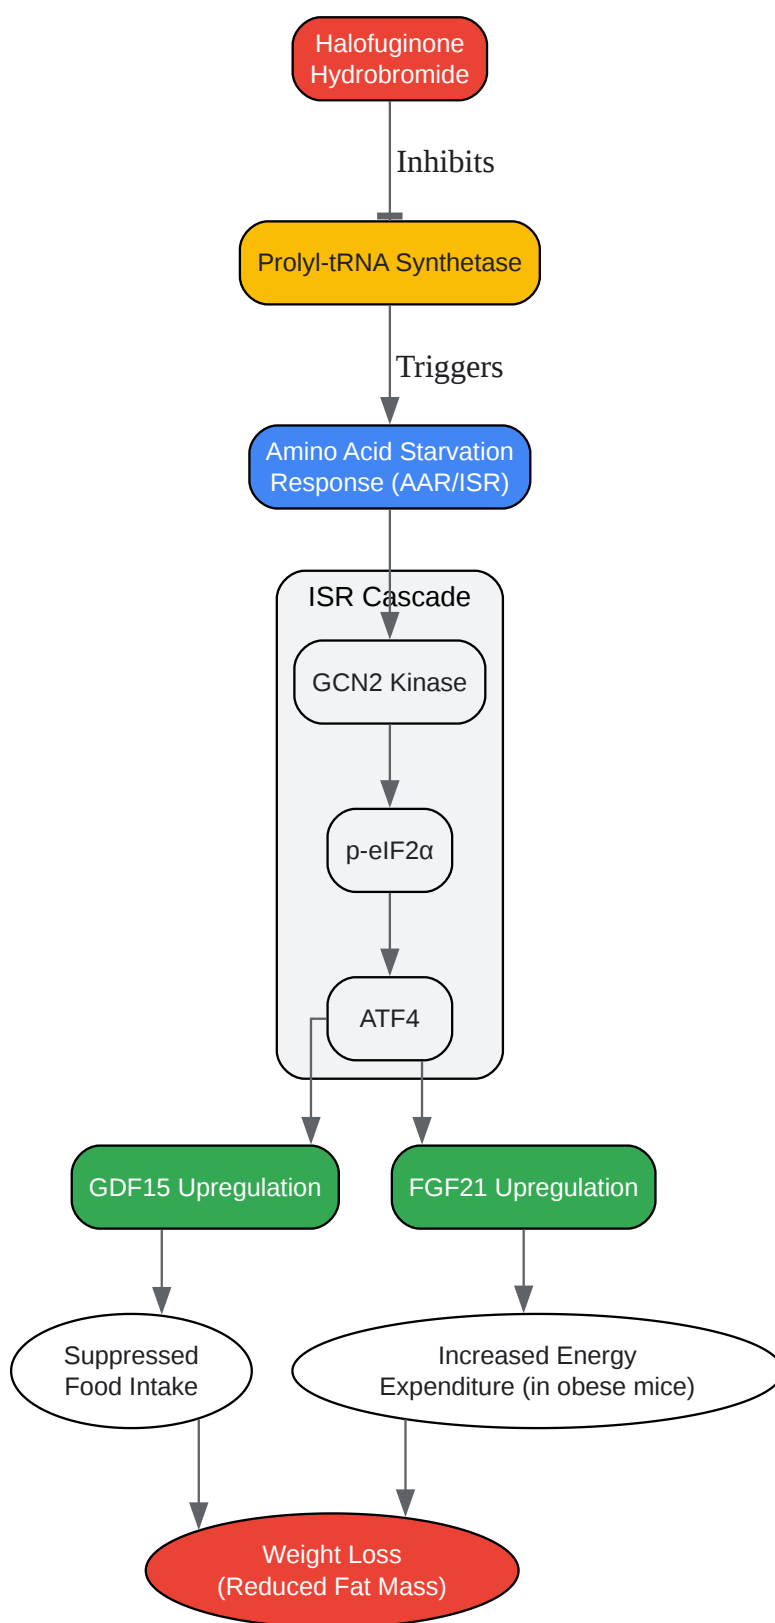 Halofuginone
Hydrobromide
Inhibits
Prolyl-tRNA Synthetase
Triggers
Amino Acid Starvation
Response (AAR/ISR)
ISR Cascade
GCN2 Kinase
p-eIF2α
ATF4
GDF15 Upregulation
FGF21 Upregulation
Suppressed
Food Intake
Increased Energy
Expenditure (in obese mice)
Weight Loss
(Reduced Fat Mass)